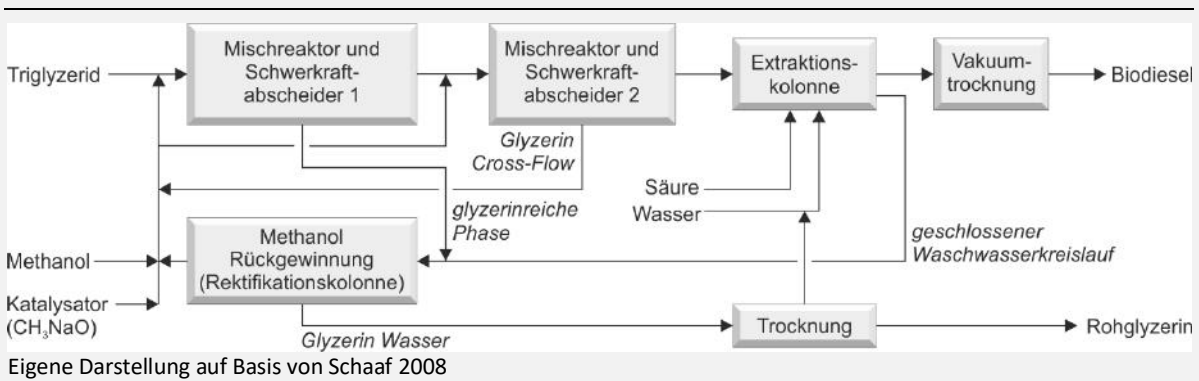 Triglyzerid
Mischreaktor und
Schwerkraft-
abscheider 1
Mischreaktor und
Schwerkraft-
abscheider 2
Extraktions-
kolonne
Vakuum-
trocknung
Biodiesel
Glyzerin
Cross-Flow
Säure
Wasser
glyzerinreiche
Phase
geschlossener
Waschwasserkreislauf
Methanol
Methanol
Rückgewinnung
(Rektifikationskolonne)
Katalysator
(CH₃NaO)
Glyzerin Wasser
Trocknung
Rohglyzerin
Eigene Darstellung auf Basis von Schaaf 2008